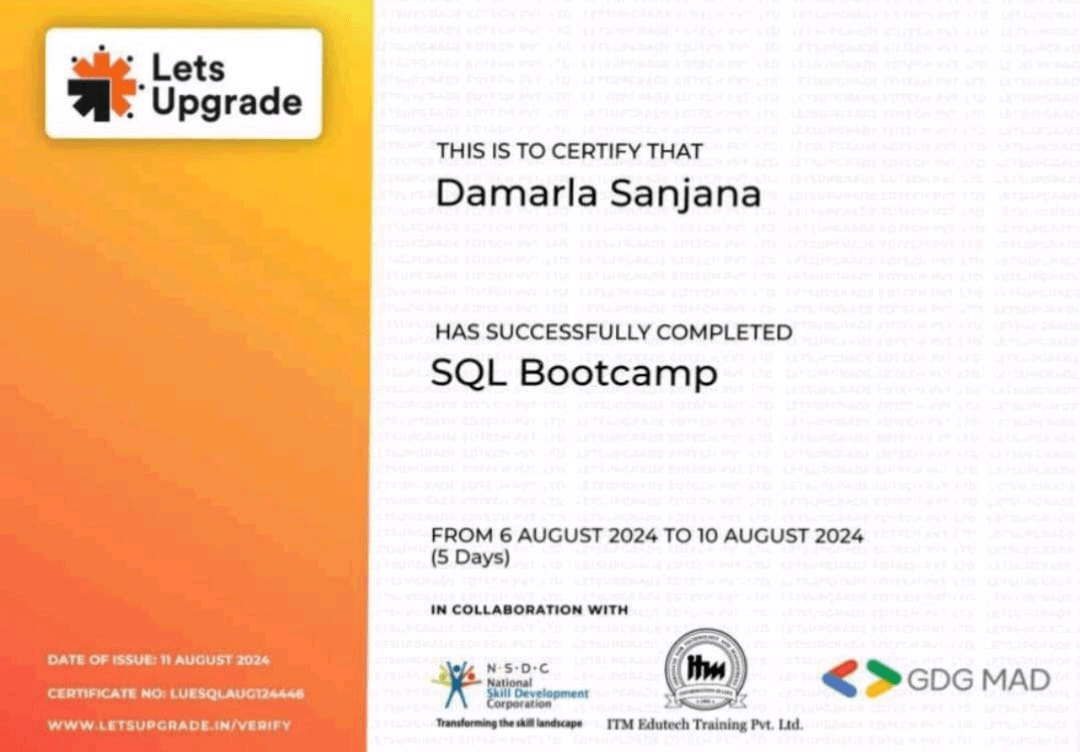 Lets
Upgrade
THIS IS TO CERTIFY THAT
Damarla Sanjana
HAS SUCCESSFULLY COMPLETED
SQL Bootcamp
FROM 6 AUGUST 2024 TO 10 AUGUST 2024
(5 Days)
IN COLLABORATION WITH
N·S·D·C
National
Skill Development
Corporation
Transforming the skill landscape
itm
ITM Edutech Training Pvt. Ltd.
GDG MAD
DATE OF ISSUE: 11 AUGUST 2024
CERTIFICATE NO: LUESQLAUG124446
WWW.LETSUPGRADE.IN/VERIFY